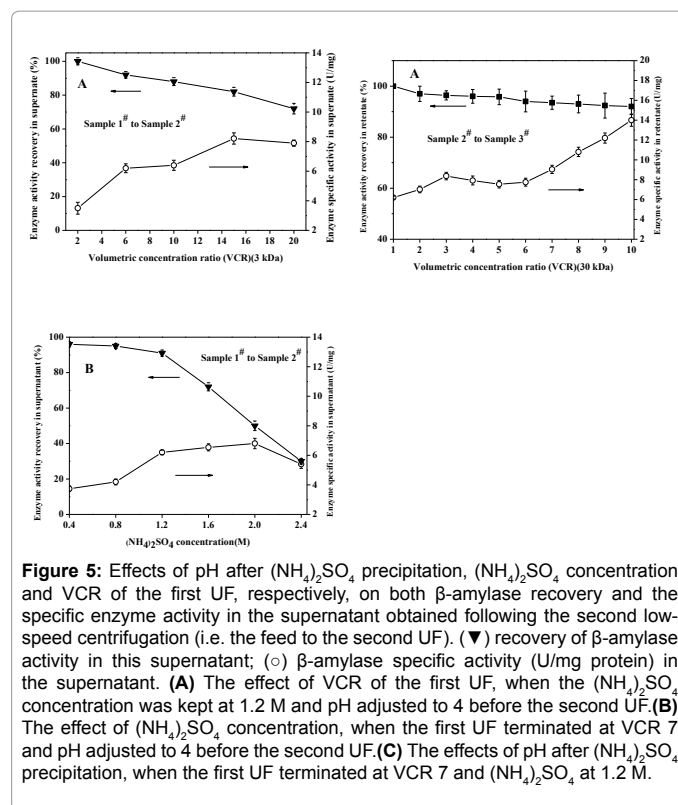 Enzyme activity recovery in supernate (%)
100
80
60
40
20
0
A
Sample 1# to Sample 2#
14
12
10
8
6
4
2
Enzyme specific activity in supernate (U/mg)
2 6 10 15 20
Volumetric concentration ratio (VCR)(3 kDa)
Enzyme activity recovery in retentate (%)
100
80
60
40
A
Sample 2# to Sample 3#
20
18
16
14
12
10
8
6
4
2
Enzyme specific activity in retentate (U/mg)
1 2 3 4 5 6 7 8 9 10
Volumetric concentration ratio (VCR)(30 kDa)
Enzyme activity recovery in supernatant (%)
100
80
60
40
20
0
B
Sample 1# to Sample 2#
14
12
10
8
6
4
2
Enzyme specific activity in supernatant (U/mg)
0.4 0.8 1.2 1.6 2.0 2.4
(NH4)2SO4 concentration(M)
Figure 5: Effects of pH after (NH4)2SO4 precipitation, (NH4)2SO4 concentration
and VCR of the first UF, respectively, on both β-amylase recovery and the
specific enzyme activity in the supernatant obtained following the second low-
speed centrifugation (i.e. the feed to the second UF). (▼) recovery of β-amylase
activity in this supernatant; (○) β-amylase specific activity (U/mg protein) in
the supernatant. (A) The effect of VCR of the first UF, when the (NH4)2SO4
concentration was kept at 1.2 M and pH adjusted to 4 before the second UF.(B)
The effect of (NH4)2SO4 concentration, when the first UF terminated at VCR 7
and pH adjusted to 4 before the second UF.(C) The effects of pH after (NH4)2SO4
precipitation, when the first UF terminated at VCR 7 and (NH4)2SO4 at 1.2 M.